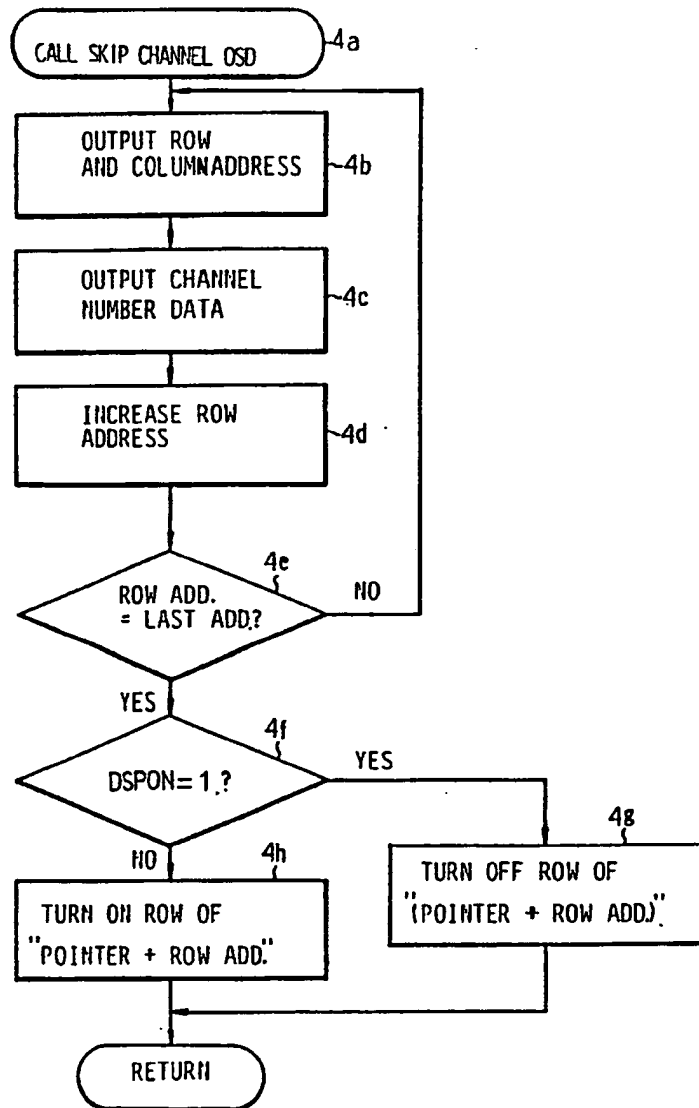 CALL SKIP CHANNEL OSD
4a
OUTPUT ROW
AND COLUMNADDRESS
4b
OUTPUT CHANNEL
NUMBER DATA
4c
INCREASE ROW
ADDRESS
4d
4e
ROW ADD.
= LAST ADD.?
NO
YES
4f
DSPON=1.?
YES
NO
4h
TURN ON ROW OF
"POINTER + ROW ADD."
4g
TURN OFF ROW OF
"(POINTER + ROW ADD.)"
RETURN